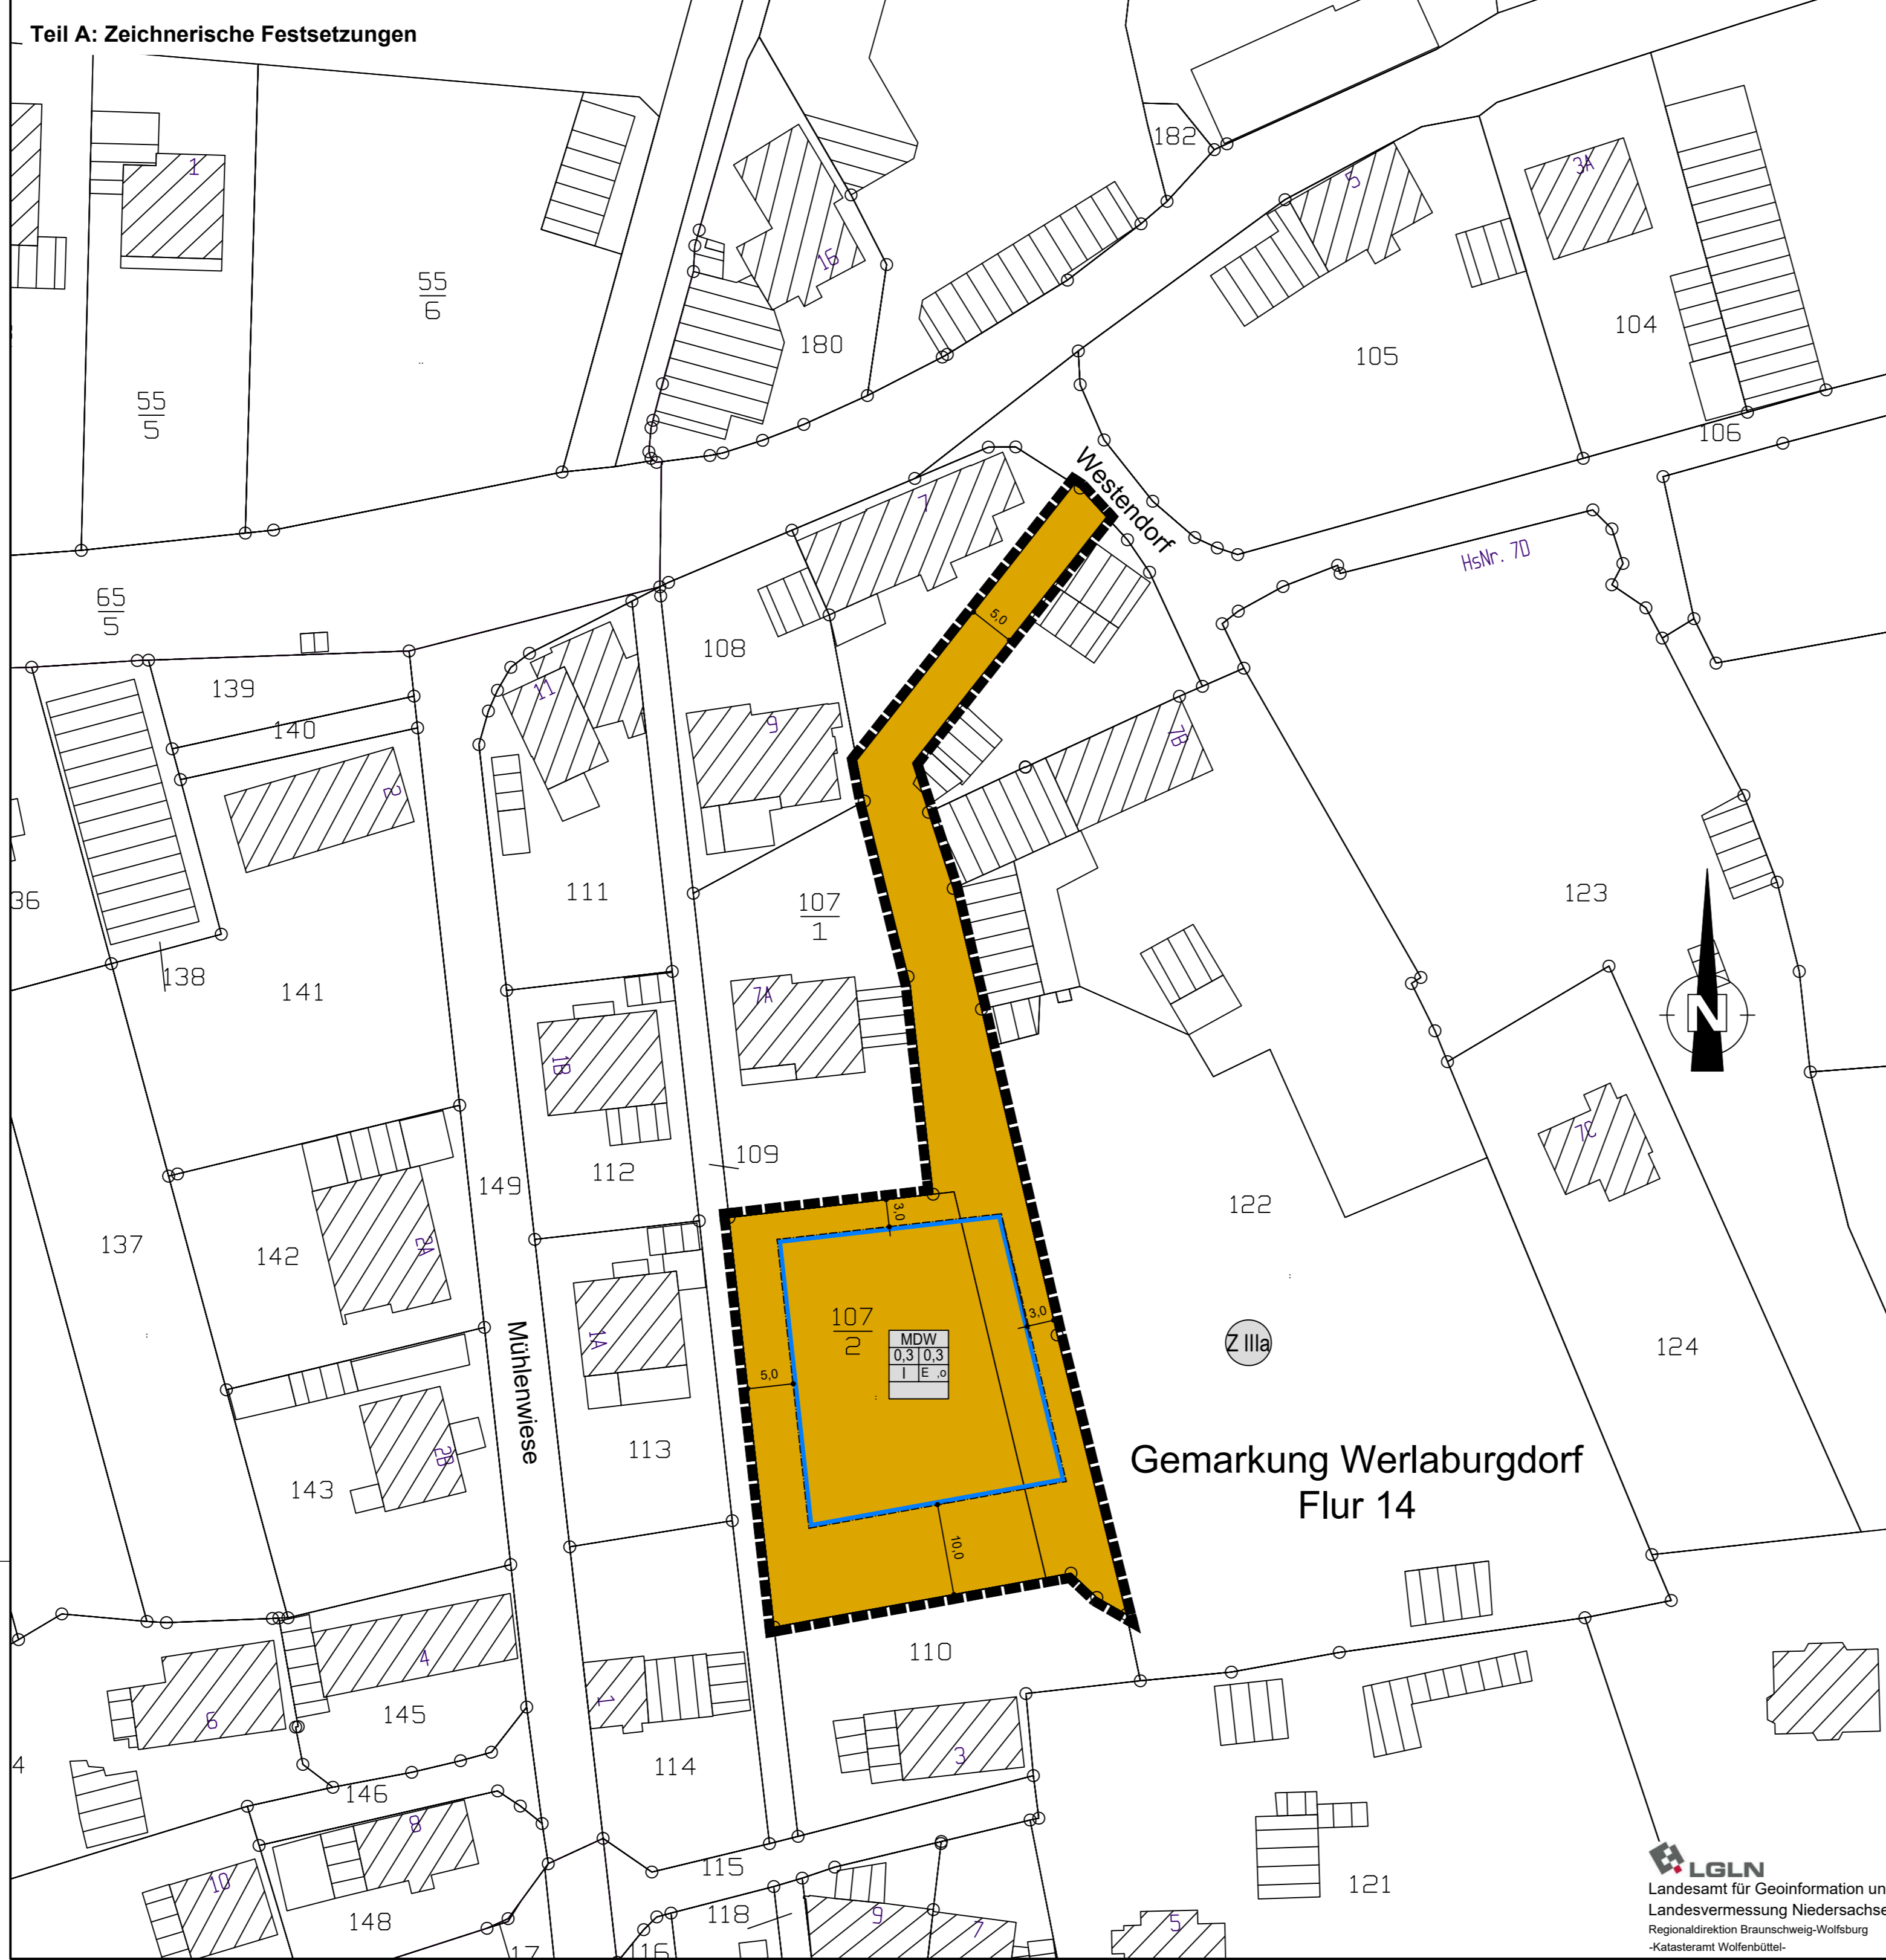 Teil A: Zeichnerische Festsetzungen
182
1
3A
5
16
55
6
180
104
105
55
5
106
Westendorf
7
HsNr. 7D
65
5
5,0
108
139
11
140
9
7B
2
36
111
123
107
1
138
141
7A
N
1B
7C
109
149
112
122
3,0
137
142
2A
107
2
3,0
MDW
0,3 0,3
I E ,o
Z IIIa
124
1A
Mühlenwiese
5,0
113
2B
Gemarkung Werlaburgdorf
Flur 14
143
10,0
110
4
1
6
145
3
114
4
146
8
115
10
121
118
148
9
7
5
17
116
LGLN
Landesamt für Geoinformation un
Landesvermessung Niedersachse
Regionaldirektion Braunschweig-Wolfsburg
-Katasteramt Wolfenbüttel-